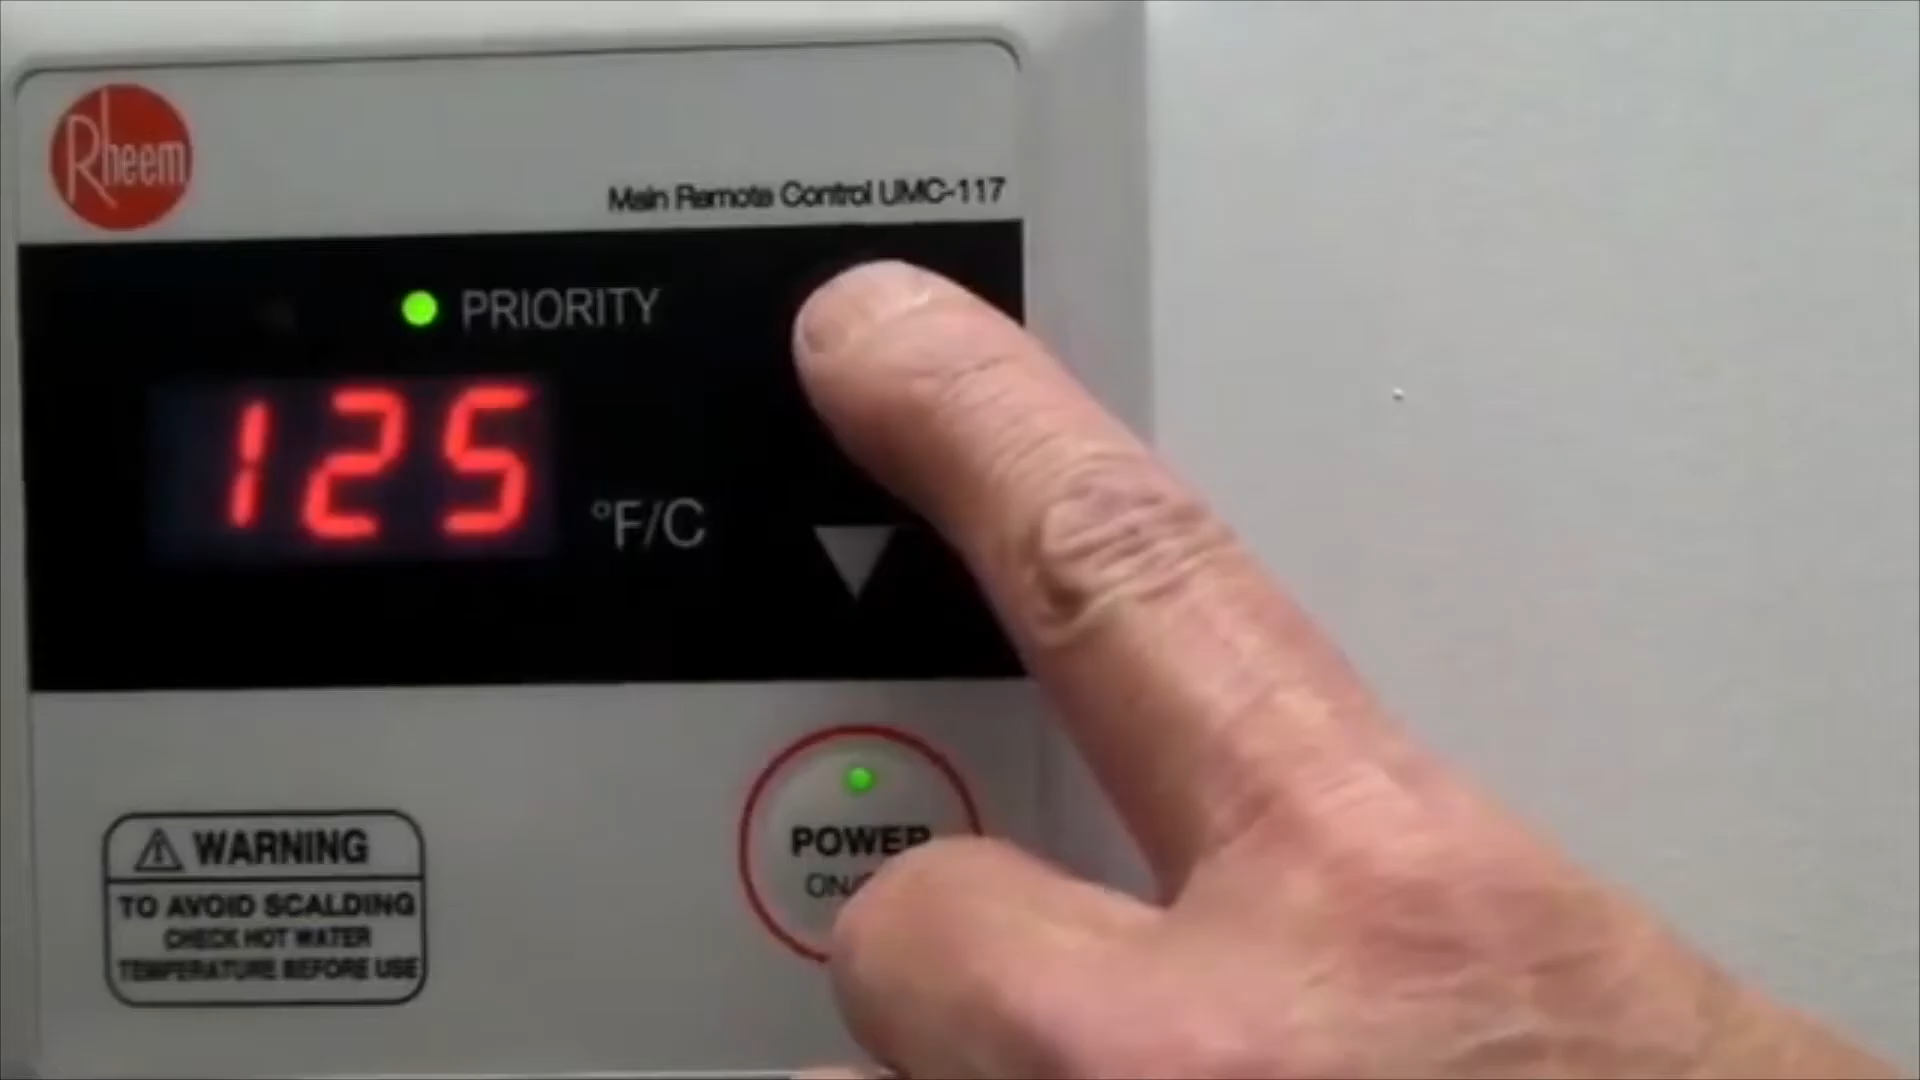 Rheem
Main Remote Control UMC-117
PRIORITY
125
°F/C
POWER
WARNING
TO AVOID SCALDING
CHECK HOT WATER
TEMPERATURE BEFORE USE